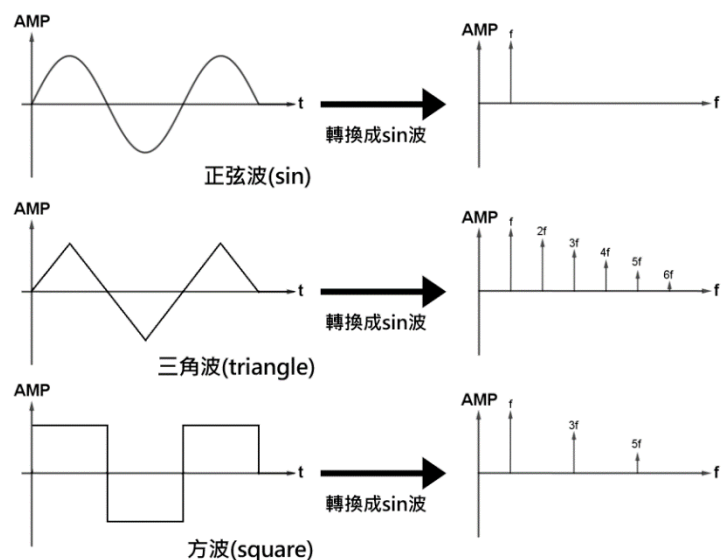 AMP
t
正弦波(sin)
轉換成sin波
AMP
f
f
AMP
t
三角波(triangle)
轉換成sin波
AMP
f
2f
3f
4f
5f
6f
f
AMP
t
方波(square)
轉換成sin波
AMP
f
3f
5f
f